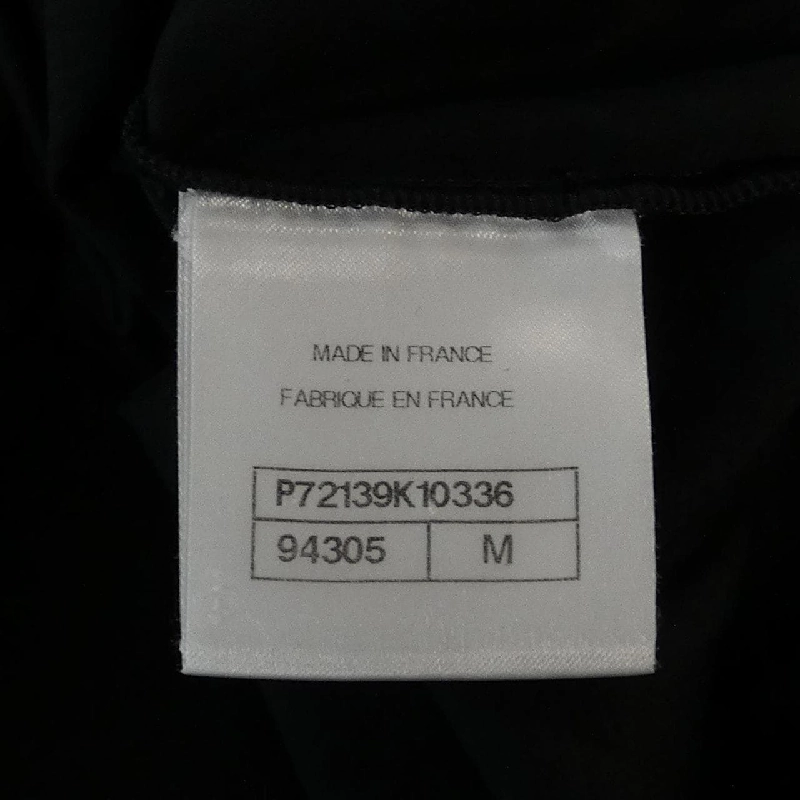 MADE IN FRANCE
FABRIQUE EN FRANCE
P72139K10336
94305 M